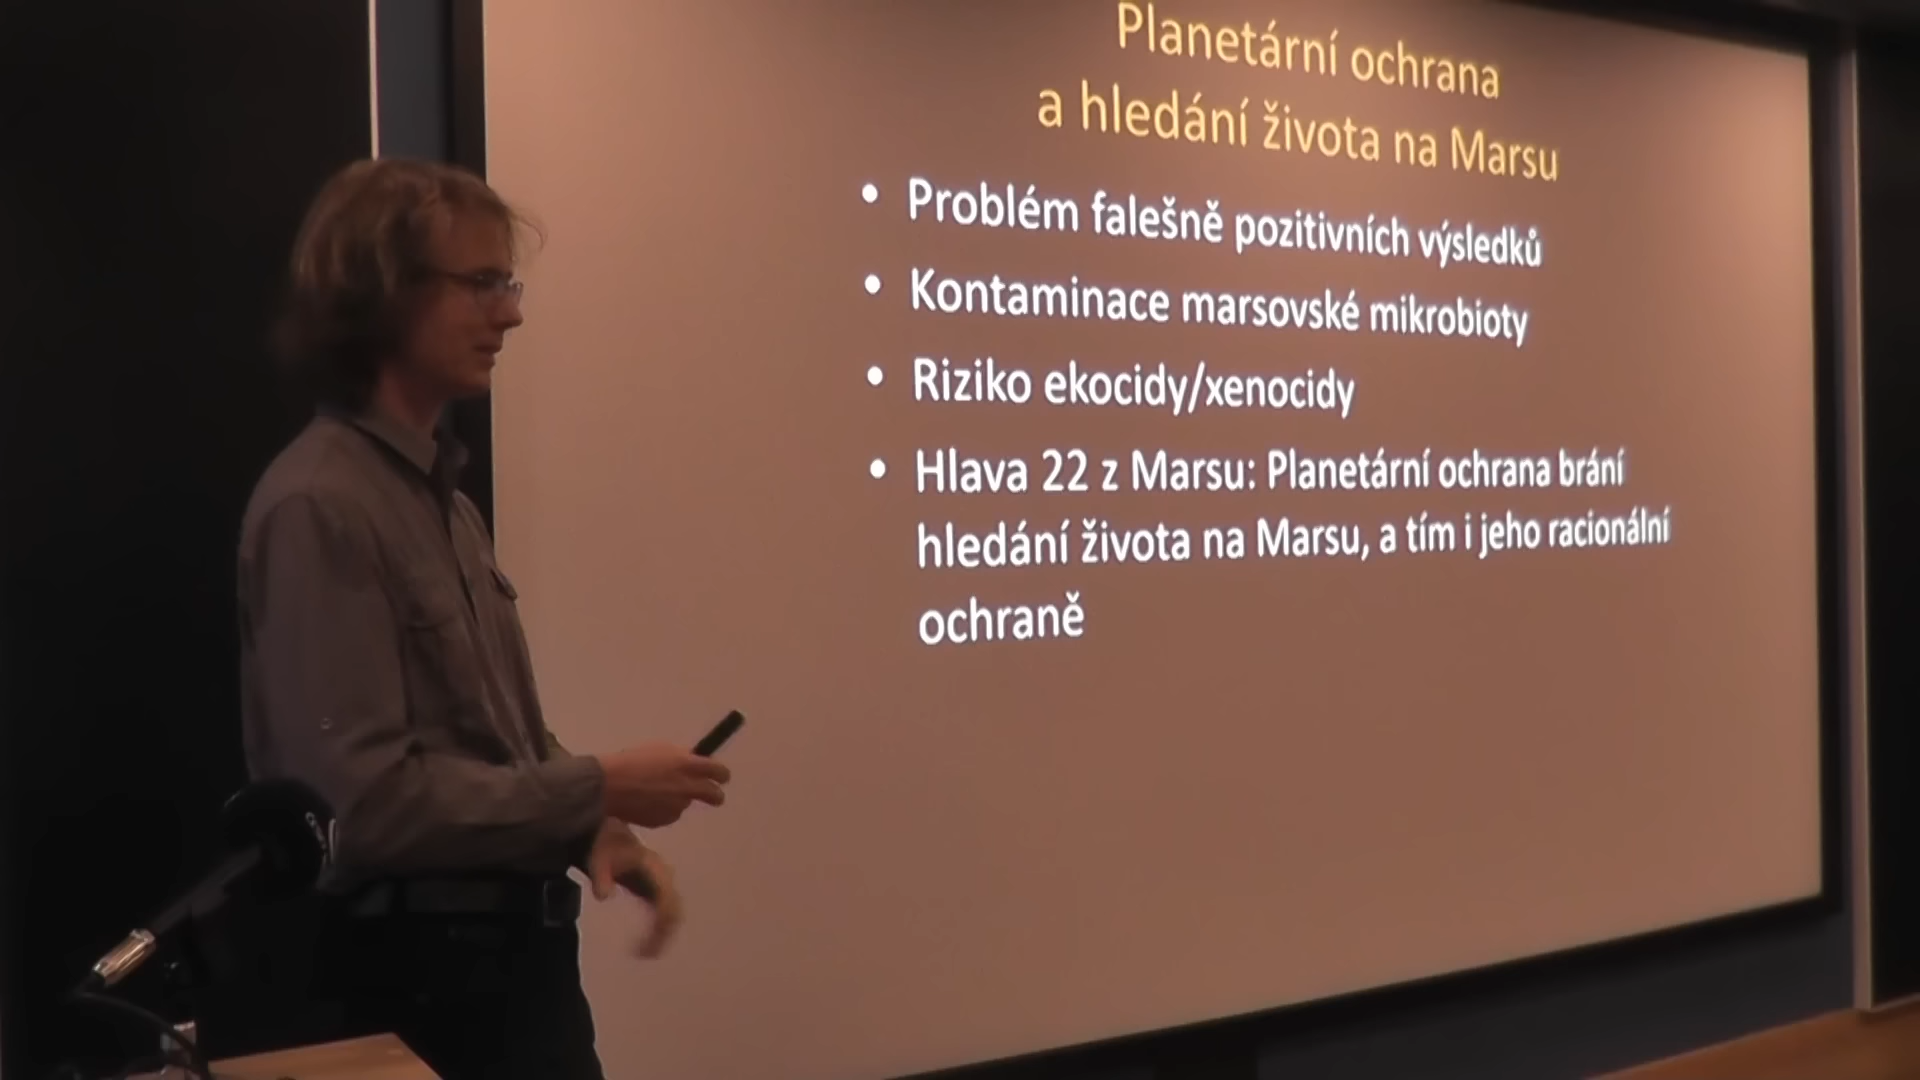 Planetární ochrana
a hledání života na Marsu
• Problém falešně pozitivních výsledků
• Kontaminace marsovské mikrobioty
• Riziko ekocidy/xenocidy
• Hlava 22 z Marsu: Planetární ochrana brání
hledání života na Marsu, a tím i jeho racionální
ochraně